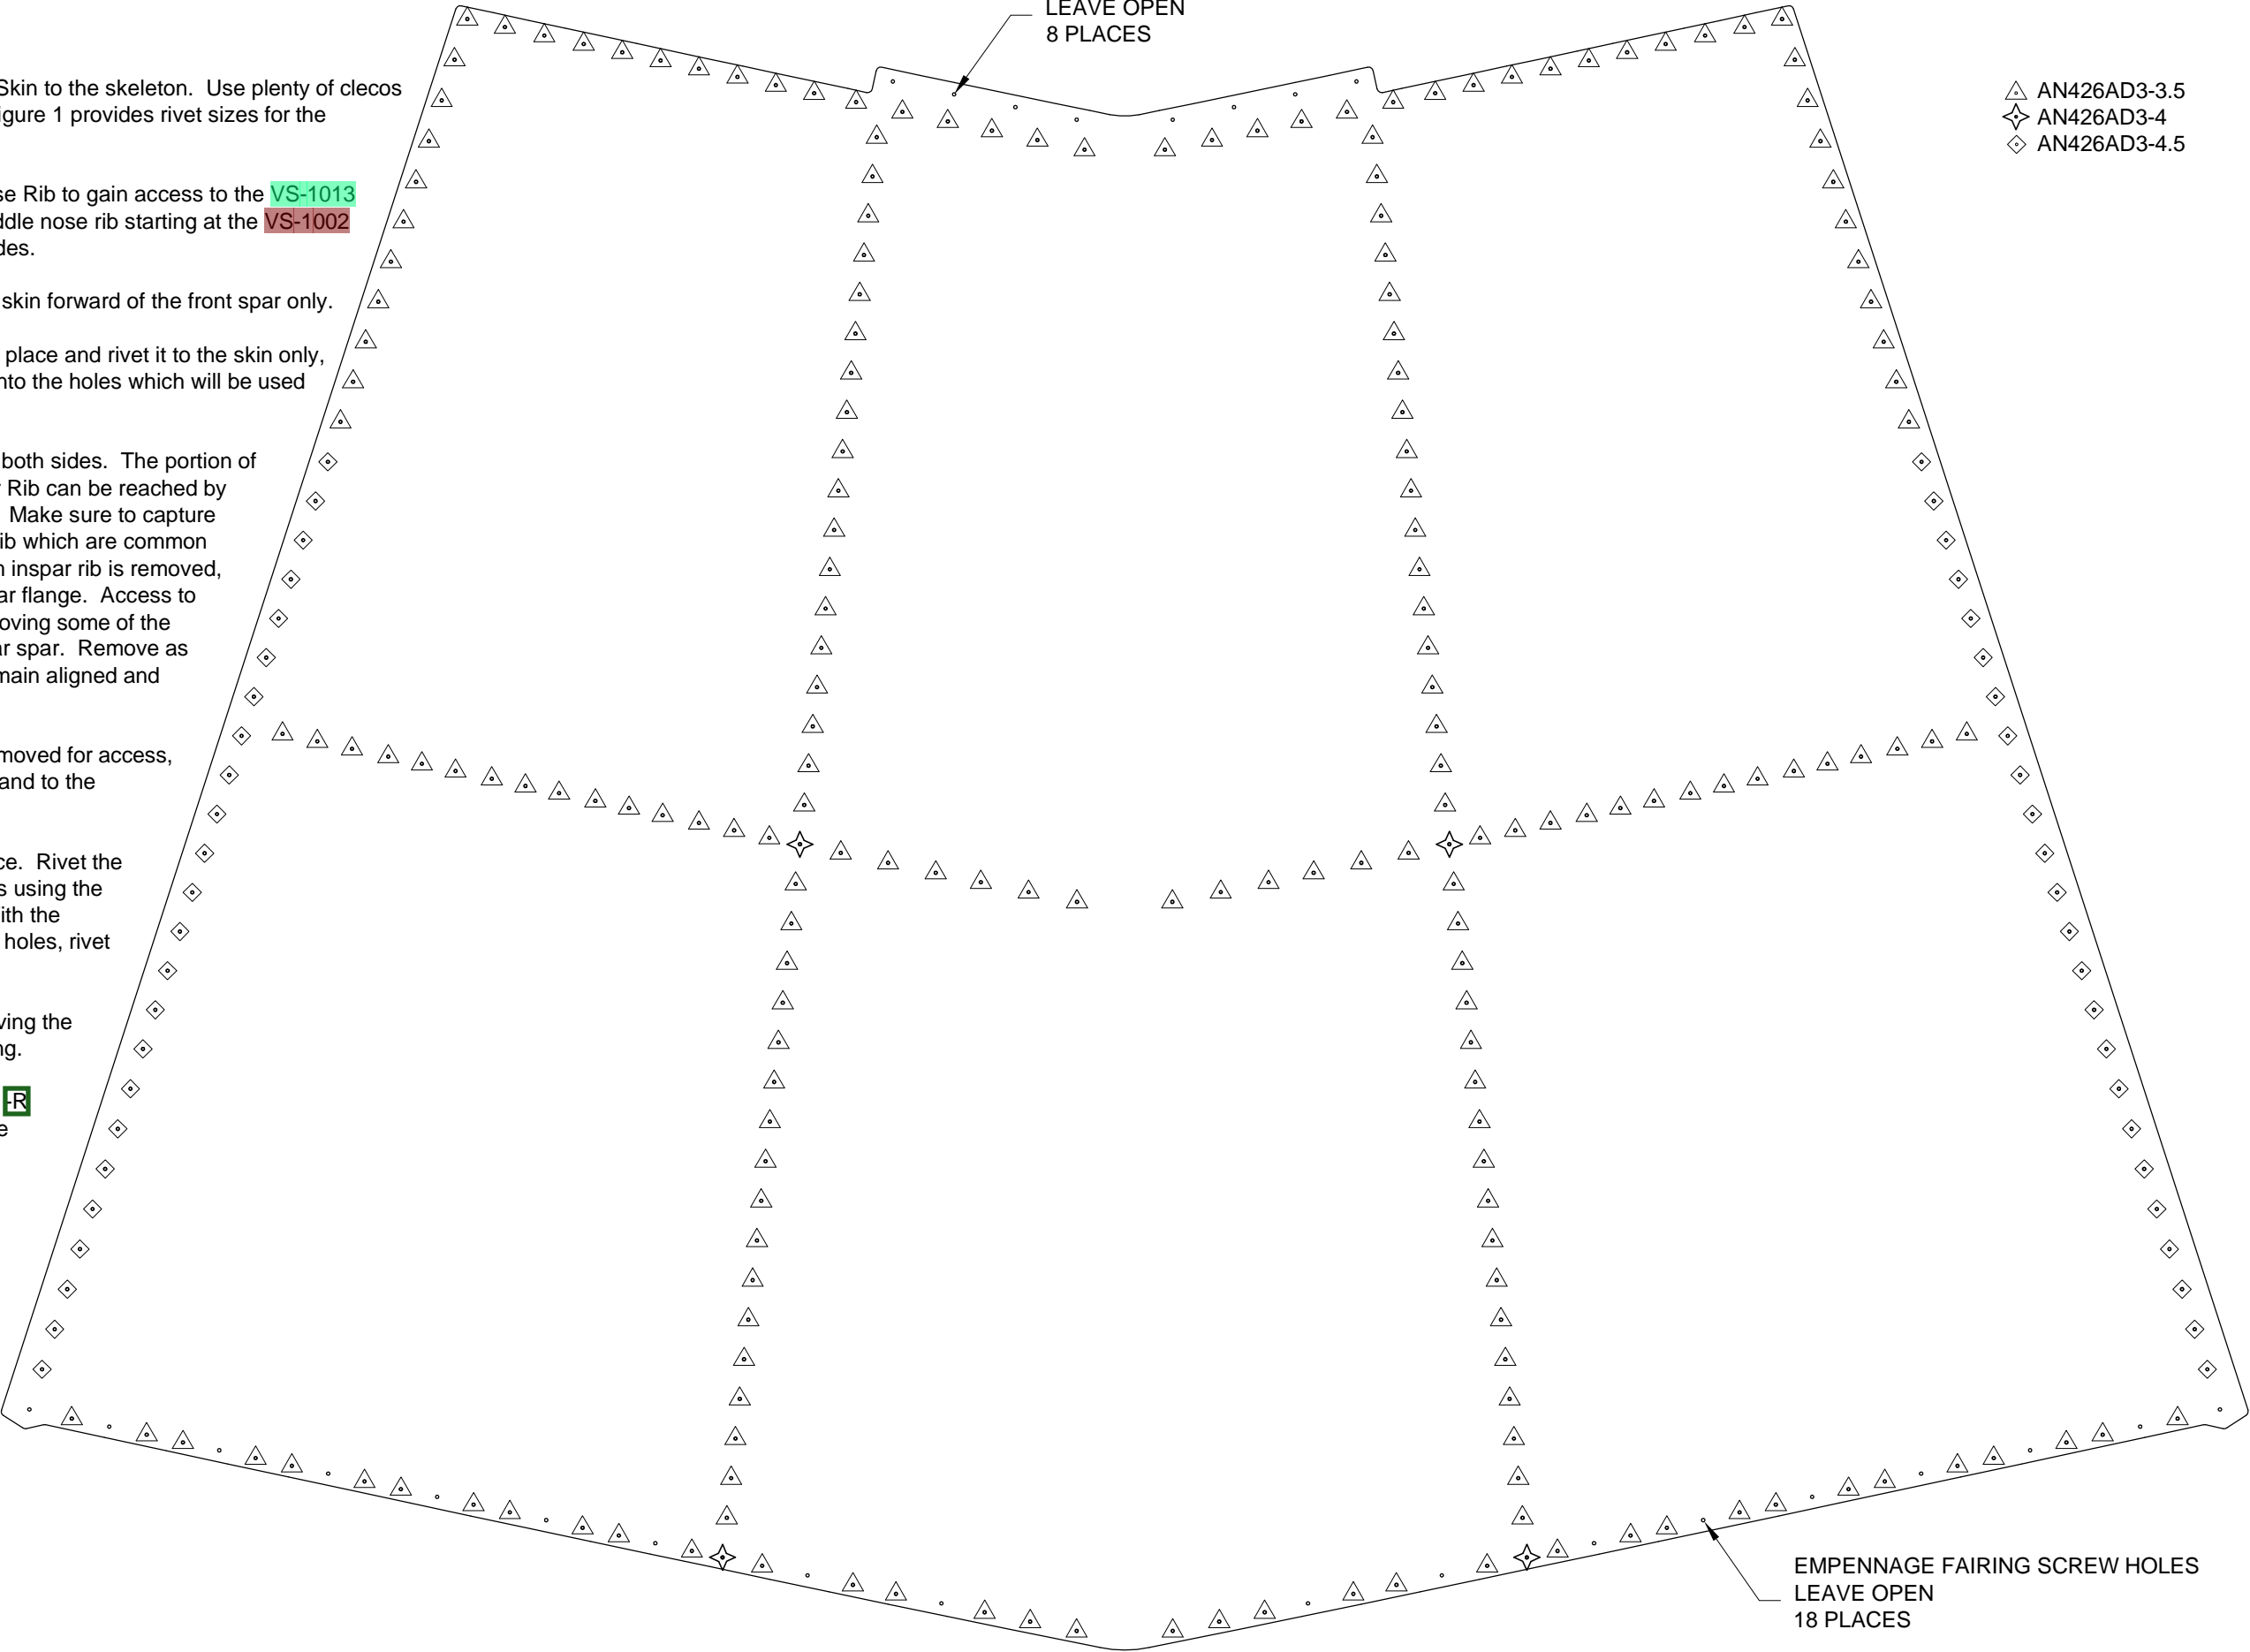 LEAVE OPEN
8 PLACES
Skin to the skeleton. Use plenty of clecos
igure 1 provides rivet sizes for the
se Rib to gain access to the VS-1013
ddle nose rib starting at the VS-1002
des.
skin forward of the front spar only.
place and rivet it to the skin only,
nto the holes which will be used
both sides. The portion of
r Rib can be reached by
Make sure to capture
ib which are common
n inspar rib is removed,
ar flange. Access to
oving some of the
ar spar. Remove as
main aligned and
moved for access,
and to the
ce. Rivet the
s using the
ith the
holes, rivet
ving the
ng.
-R
e
AN426AD3-3.5
AN426AD3-4
AN426AD3-4.5
EMPENNAGE FAIRING SCREW HOLES
LEAVE OPEN
18 PLACES